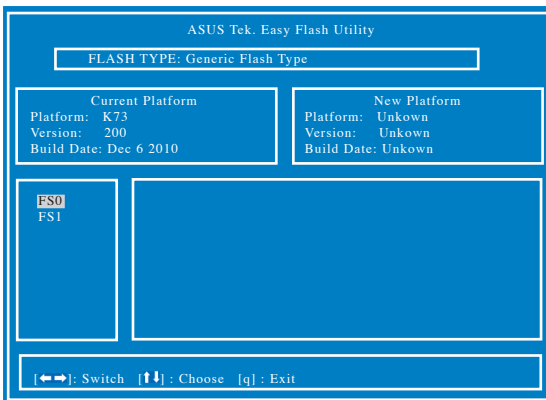 ASUS Tek. Easy Flash Utility
FLASH TYPE: Generic Flash Type
Current Platform
Platform: K73
Version: 200
Build Date: Dec 6 2010
New Platform
Platform: Unkown
Version: Unkown
Build Date: Unkown
FS0
FS1
[⬅➡]: Switch [⬆⬇] : Choose [q] : Exit